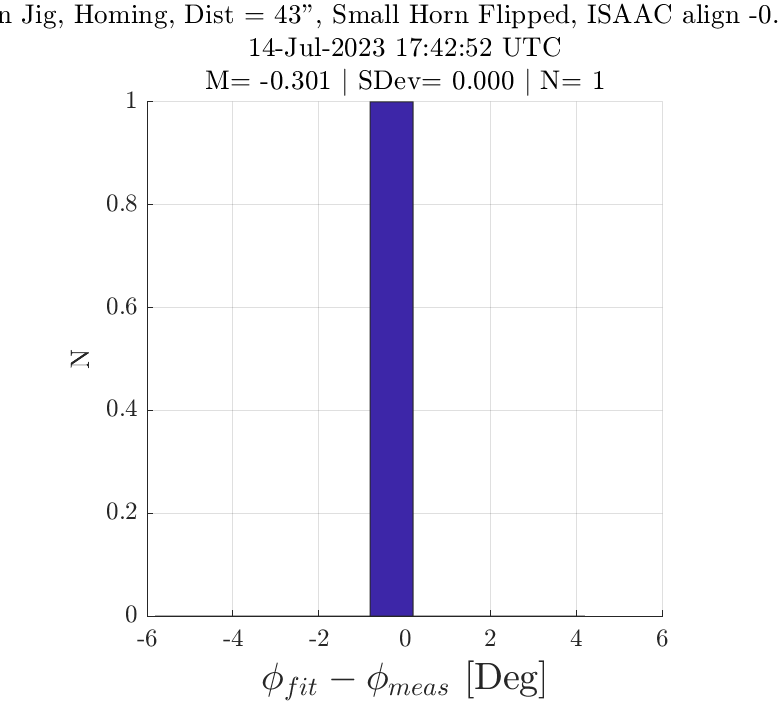 n Jig, Homing, Dist = 43”, Small Horn Flipped, ISAAC align -0.
14-Jul-2023 17:42:52 UTC
M= -0.301 | SDev= 0.000 | N= 1
1
0.8
0.6
0.4
0.2
0
N
-6 -4 -2 0 2 4 6
ϕ_fit − ϕ_meas [Deg]